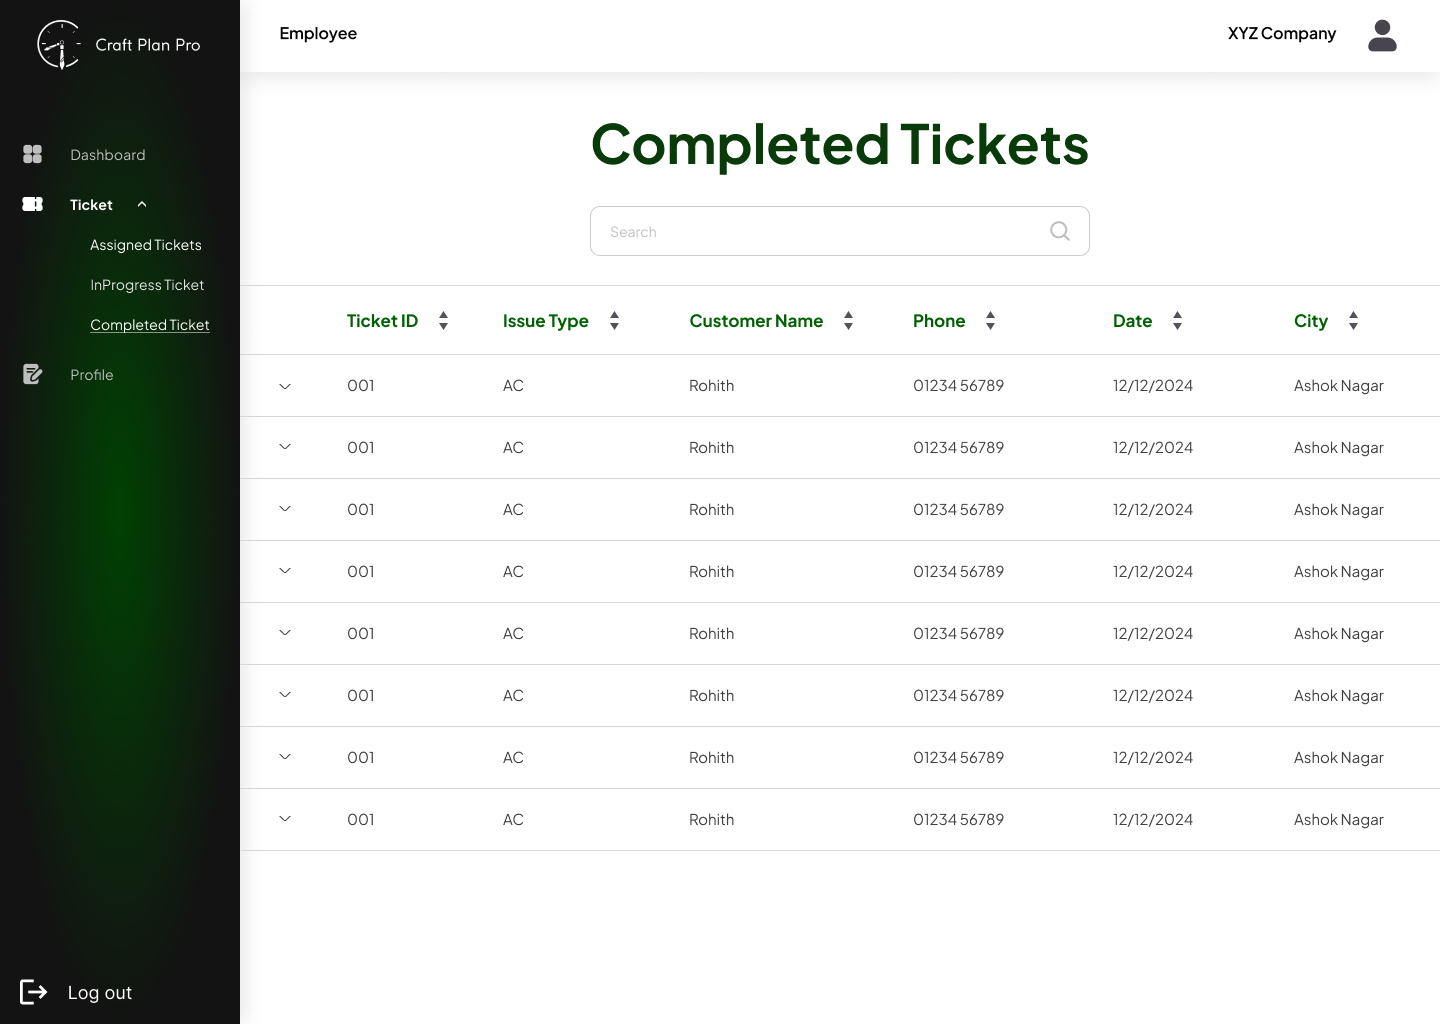 Craft Plan Pro
Employee
XYZ Company
Dashboard
Ticket
Assigned Tickets
InProgress Ticket
Completed Ticket
Profile
Log out
Completed Tickets
Search
Ticket ID Issue Type Customer Name Phone Date City
001 AC Rohith 01234 56789 12/12/2024 Ashok Nagar
001 AC Rohith 01234 56789 12/12/2024 Ashok Nagar
001 AC Rohith 01234 56789 12/12/2024 Ashok Nagar
001 AC Rohith 01234 56789 12/12/2024 Ashok Nagar
001 AC Rohith 01234 56789 12/12/2024 Ashok Nagar
001 AC Rohith 01234 56789 12/12/2024 Ashok Nagar
001 AC Rohith 01234 56789 12/12/2024 Ashok Nagar
001 AC Rohith 01234 56789 12/12/2024 Ashok Nagar